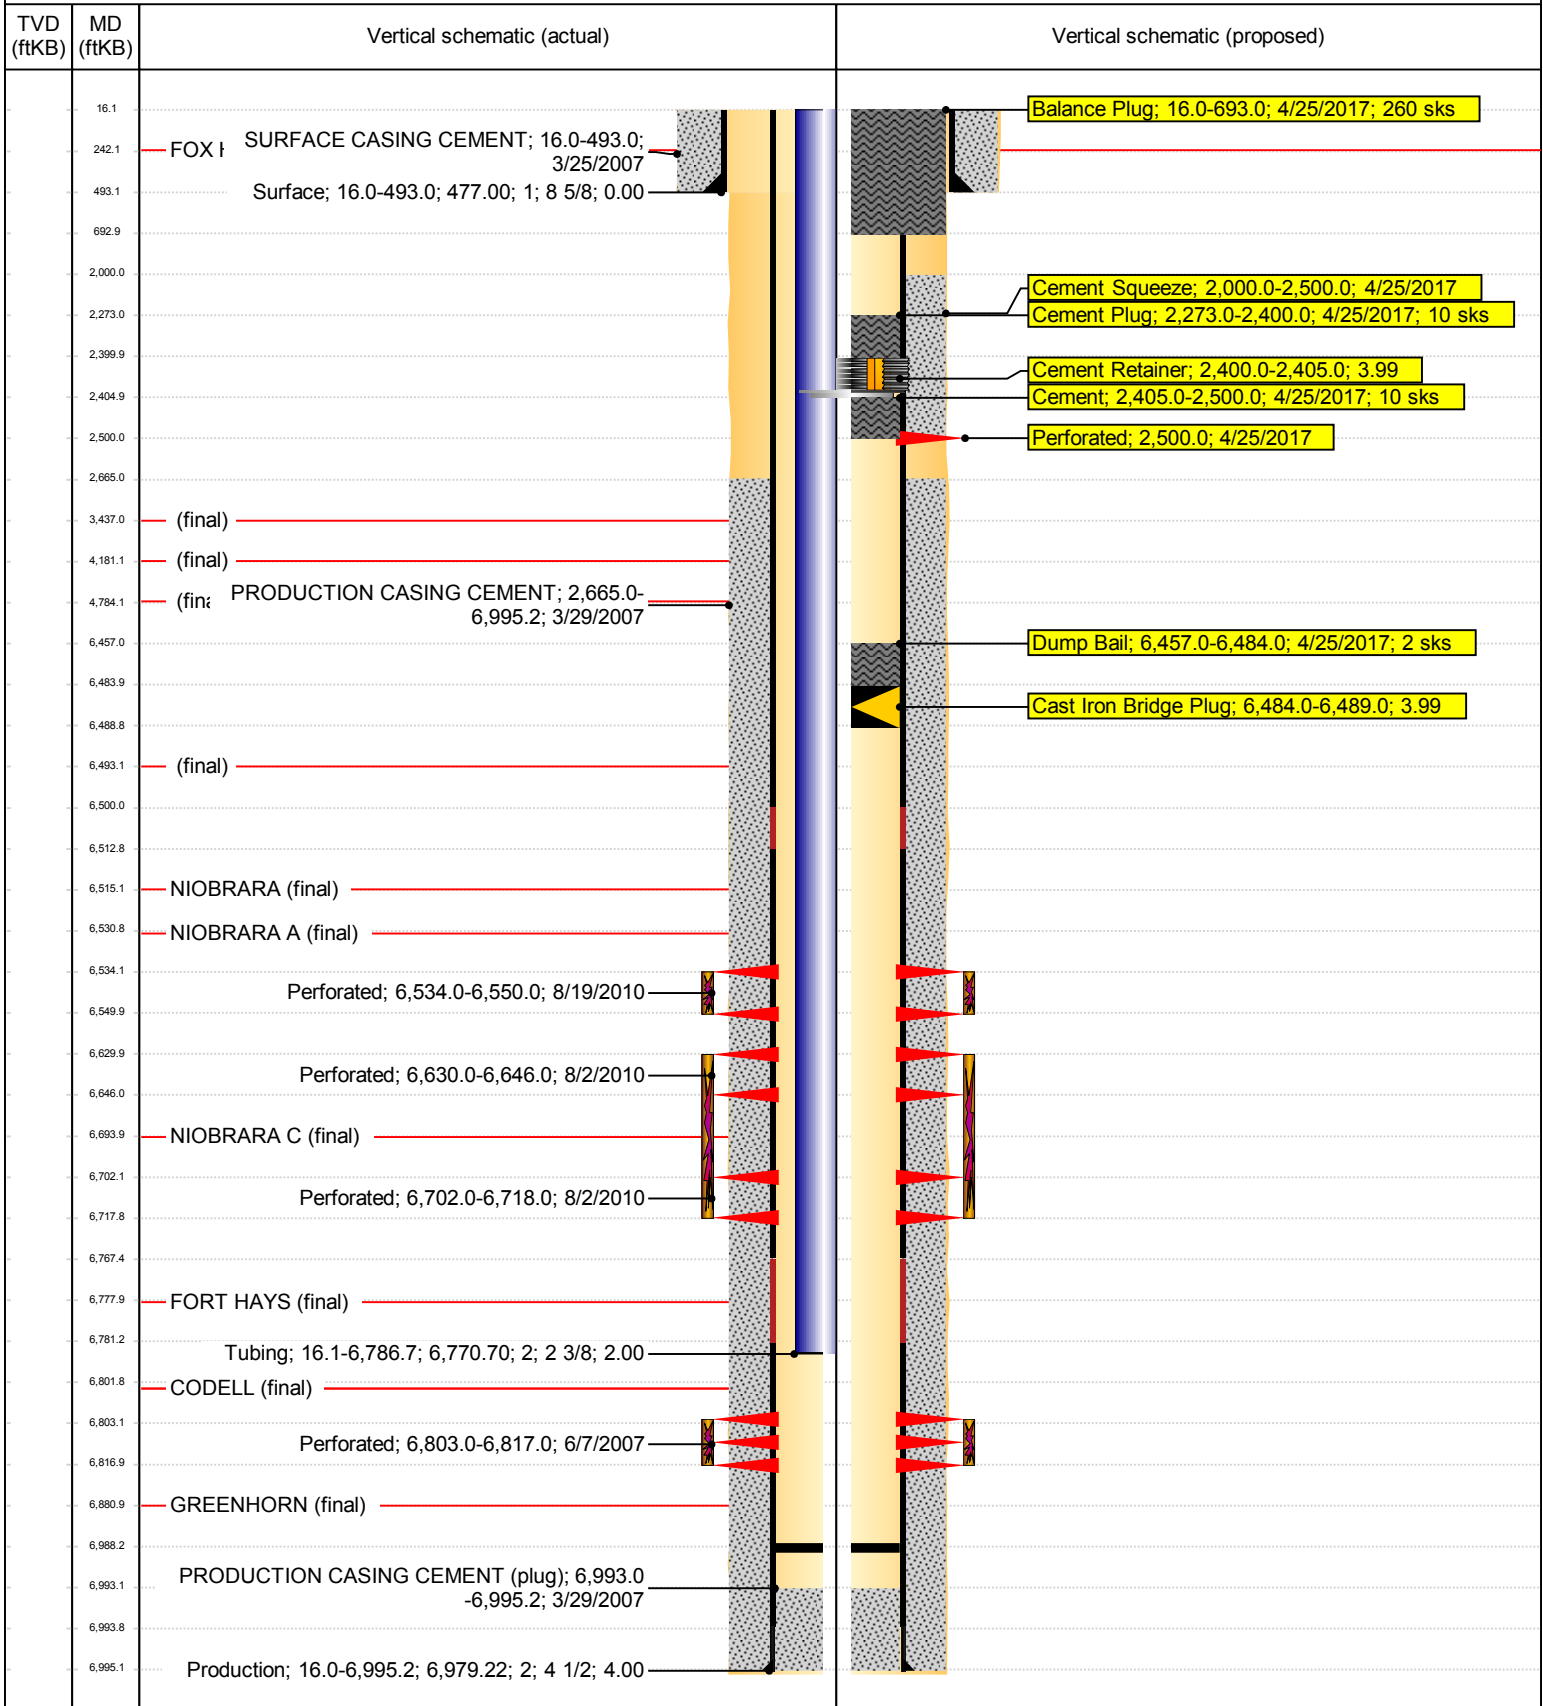 TVD (ftKB)
MD (ftKB)
Vertical schematic (actual)
Vertical schematic (proposed)
16.1
242.1
493.1
692.9
2,000.0
2,273.0
2,399.9
2,404.9
2,500.0
2,665.0
3,437.0
4,181.1
4,784.1
6,457.0
6,483.9
6,488.8
6,493.1
6,500.0
6,512.8
6,515.1
6,530.8
6,534.1
6,549.9
6,629.9
6,646.0
6,693.9
6,702.1
6,717.8
6,767.4
6,777.9
6,781.2
6,801.8
6,803.1
6,816.9
6,880.9
6,988.2
6,993.1
6,993.8
6,995.1
FOX
SURFACE CASING CEMENT; 16.0-493.0;
3/25/2007
Surface; 16.0-493.0; 477.00; 1; 8 5/8; 0.00
(final)
(final)
PRODUCTION CASING CEMENT; 2,665.0-
6,995.2; 3/29/2007
(final)
NIOBRARA (final)
NIOBRARA A (final)
Perforated; 6,534.0-6,550.0; 8/19/2010
Perforated; 6,630.0-6,646.0; 8/2/2010
NIOBRARA C (final)
Perforated; 6,702.0-6,718.0; 8/2/2010
FORT HAYS (final)
Tubing; 16.1-6,786.7; 6,770.70; 2; 2 3/8; 2.00
CODELL (final)
Perforated; 6,803.0-6,817.0; 6/7/2007
GREENHORN (final)
PRODUCTION CASING CEMENT (plug); 6,993.0
-6,995.2; 3/29/2007
Production; 16.0-6,995.2; 6,979.22; 2; 4 1/2; 4.00
Balance Plug; 16.0-693.0; 4/25/2017; 260 sks
Cement Squeeze; 2,000.0-2,500.0; 4/25/2017
Cement Plug; 2,273.0-2,400.0; 4/25/2017; 10 sks
Cement Retainer; 2,400.0-2,405.0; 3.99
Cement; 2,405.0-2,500.0; 4/25/2017; 10 sks
Perforated; 2,500.0; 4/25/2017
Dump Bail; 6,457.0-6,484.0; 4/25/2017; 2 sks
Cast Iron Bridge Plug; 6,484.0-6,489.0; 3.99